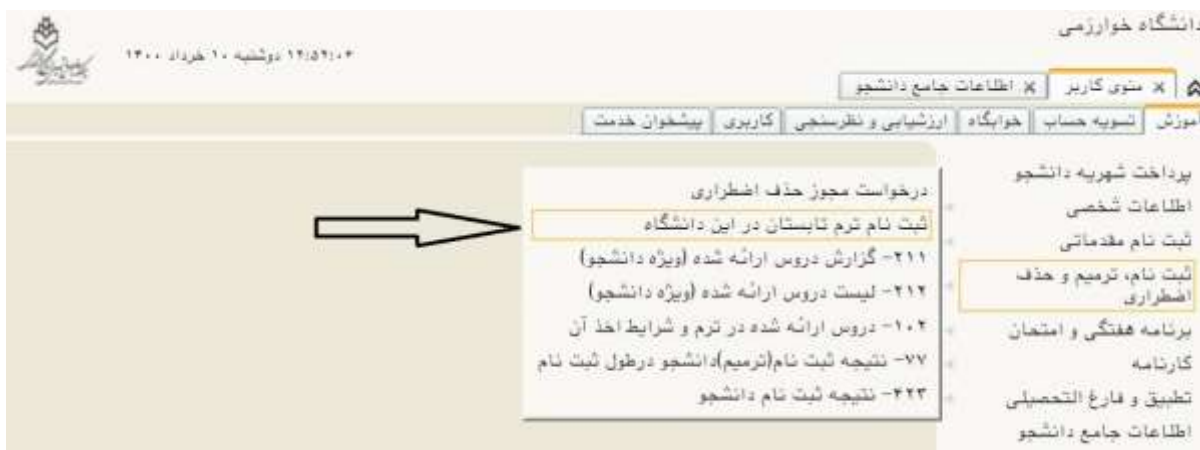 دانشگاه خوارزمی
۱۲:۵۲:۰۳ دوشنبه ۱۰ خرداد ۱۴۰۰
منوی کاربر × اطلاعات جامع دانشجو ×
آموزش تسویه حساب خوابگاه ارزشیابی و نظرسنجی کاربری پیشخوان خدمت
پرداخت شهریه دانشجو
اطلاعات شخصی
ثبت نام مقدماتی
ثبت نام، ترمیم و حذف
اضطراری
برنامه هفتگی و امتحان
کارنامه
تطبیق و فارغ التحصیلی
اطلاعات جامع دانشجو
درخواست مجوز حذف اضطراری
ثبت نام ترم تابستان در این دانشگاه
۲۱۱- گزارش دروس ارائه شده (ویژه دانشجو)
۲۱۲- لیست دروس ارائه شده (ویژه دانشجو)
۱۰۲- دروس ارائه شده در ترم و شرایط اخذ آن
۷۷- نتیجه ثبت نام(ترمیم)دانشجو درطول ثبت نام
۴۲۳- نتیجه ثبت نام دانشجو